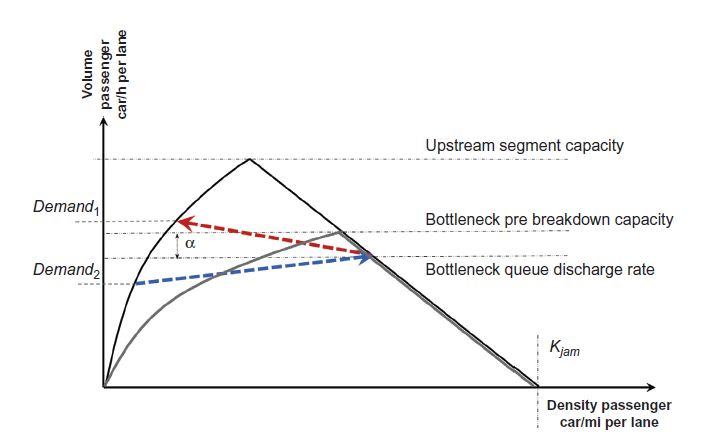 Volume
passenger
car/h per lane
Upstream segment capacity
Demand1
Bottleneck pre breakdown capacity
α
Demand2
Bottleneck queue discharge rate
Kjam
Density passenger
car/mi per lane